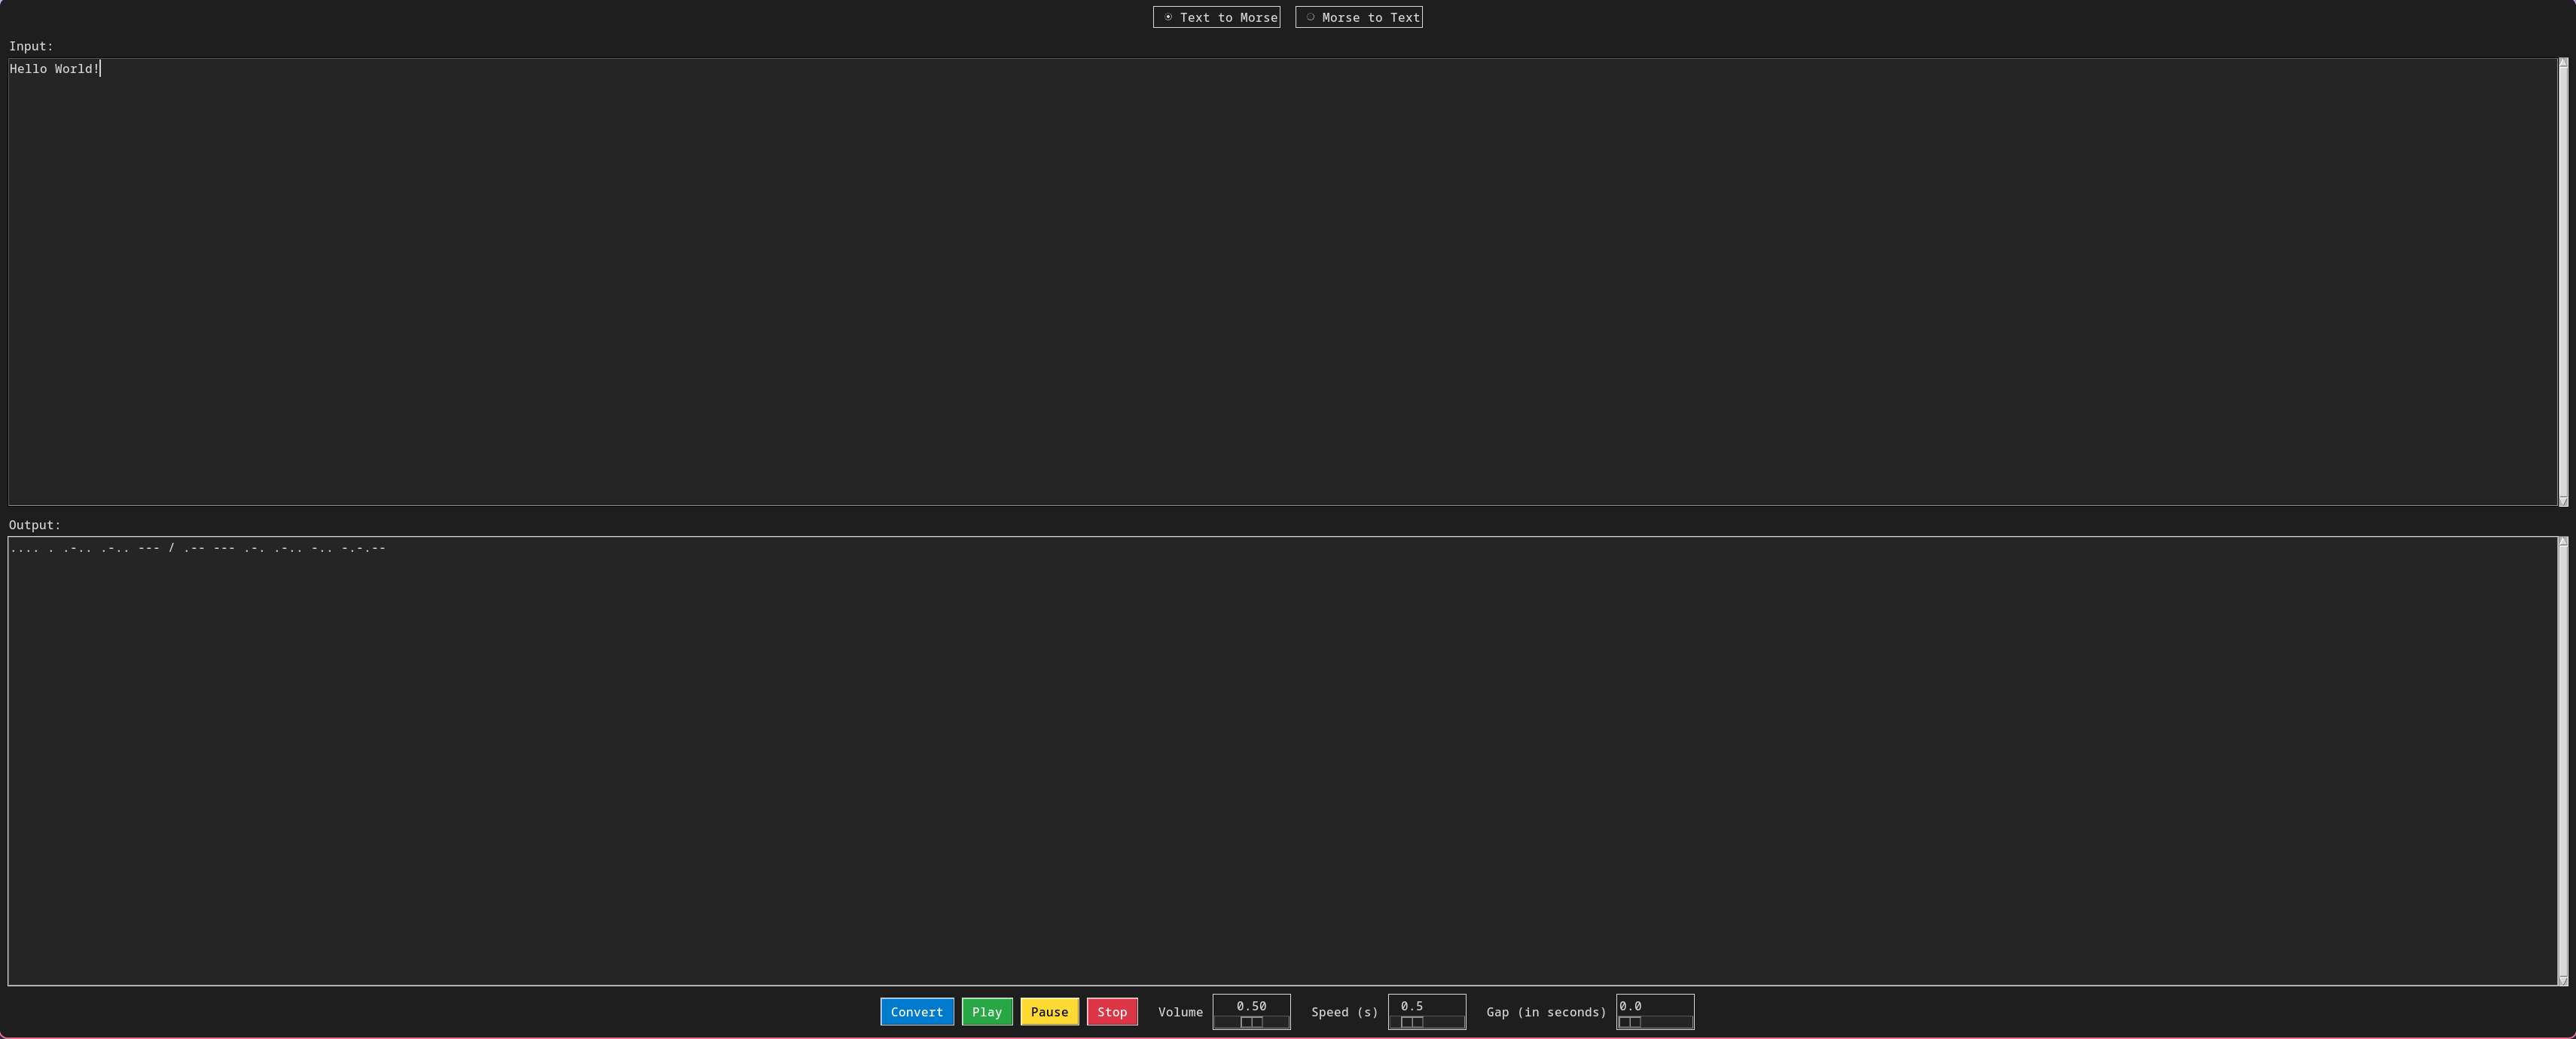 Text to Morse Morse to Text
Input:
Hello World!
Output:
.... . .-.. .-.. --- / .-- --- .-. .-.. -.. -.-.--
Convert Play Pause Stop Volume 0.50 Speed (s) 0.5 Gap (in seconds) 0.0